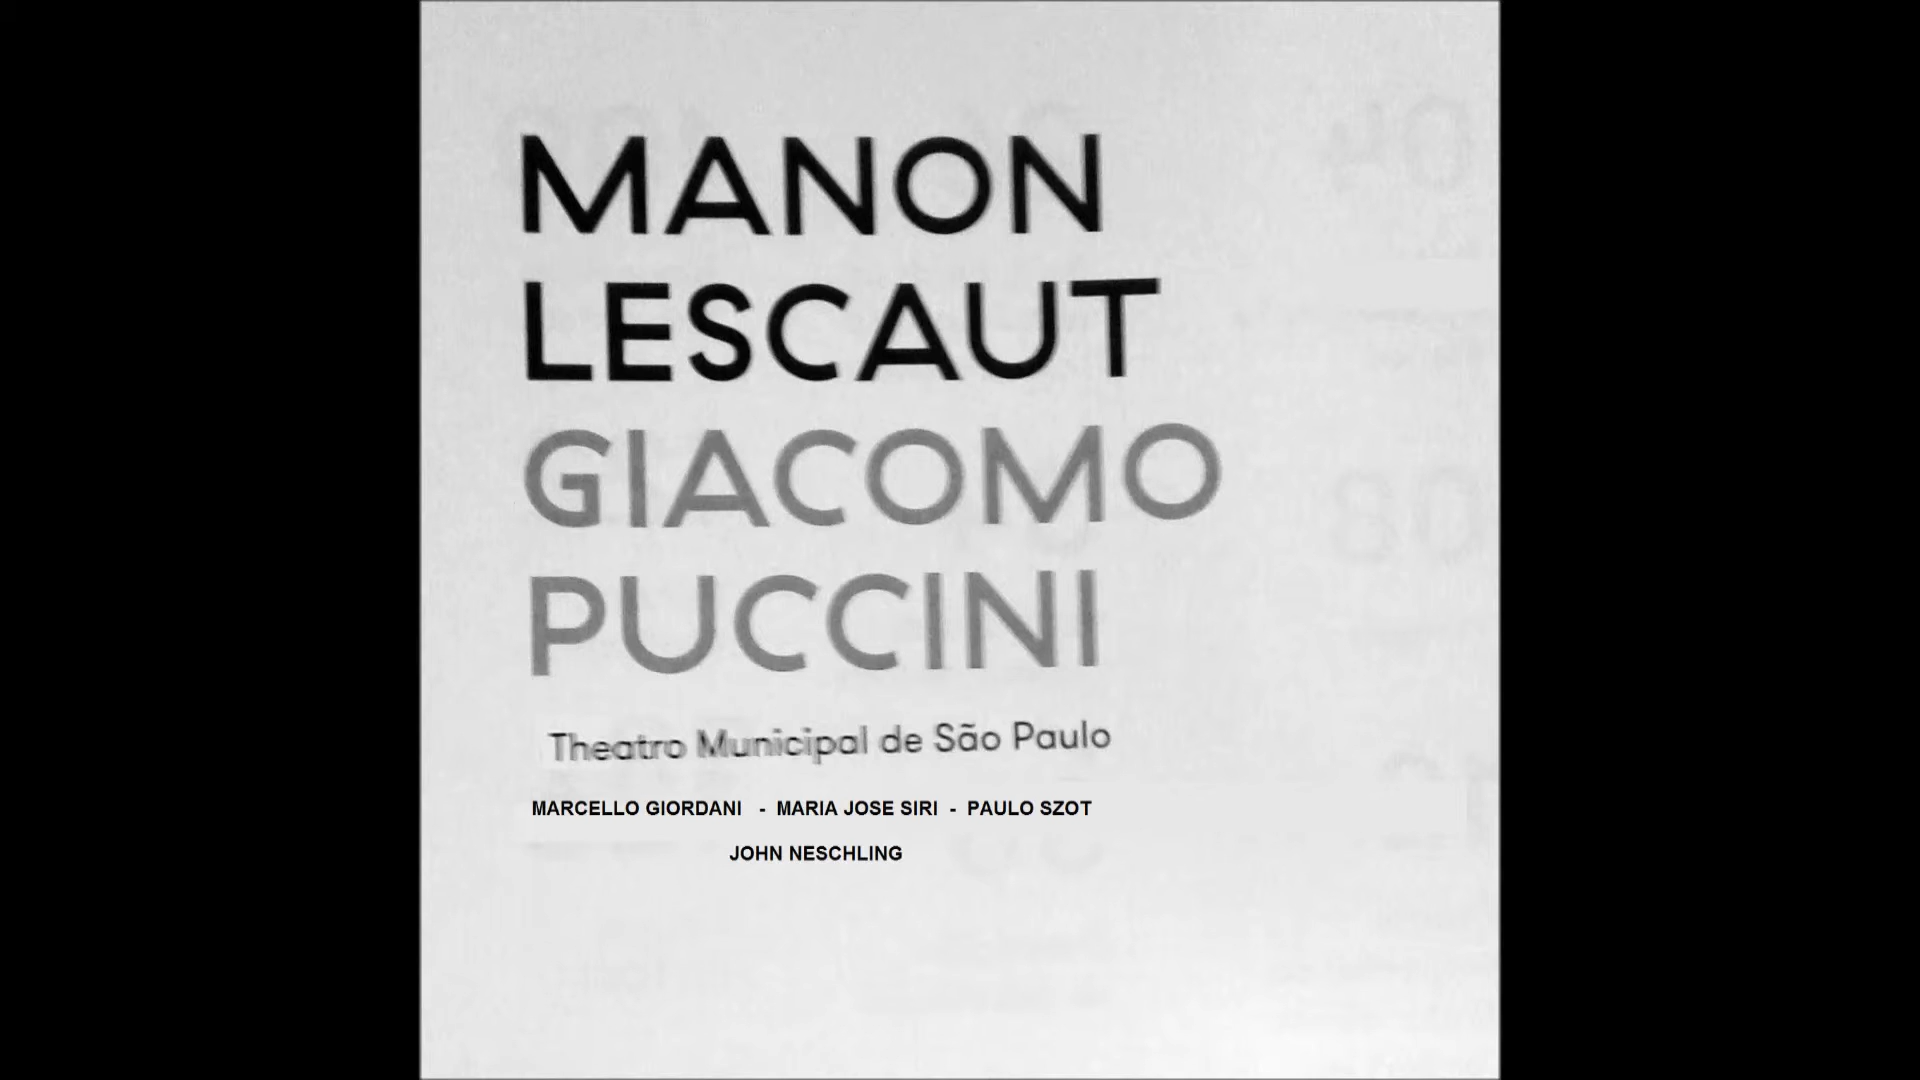 MANON
LESCAUT
GIACOMO
PUCCINI
Theatro Municipal de São Paulo
MARCELLO GIORDANI - MARIA JOSE SIRI - PAULO SZOT
JOHN NESCHLING